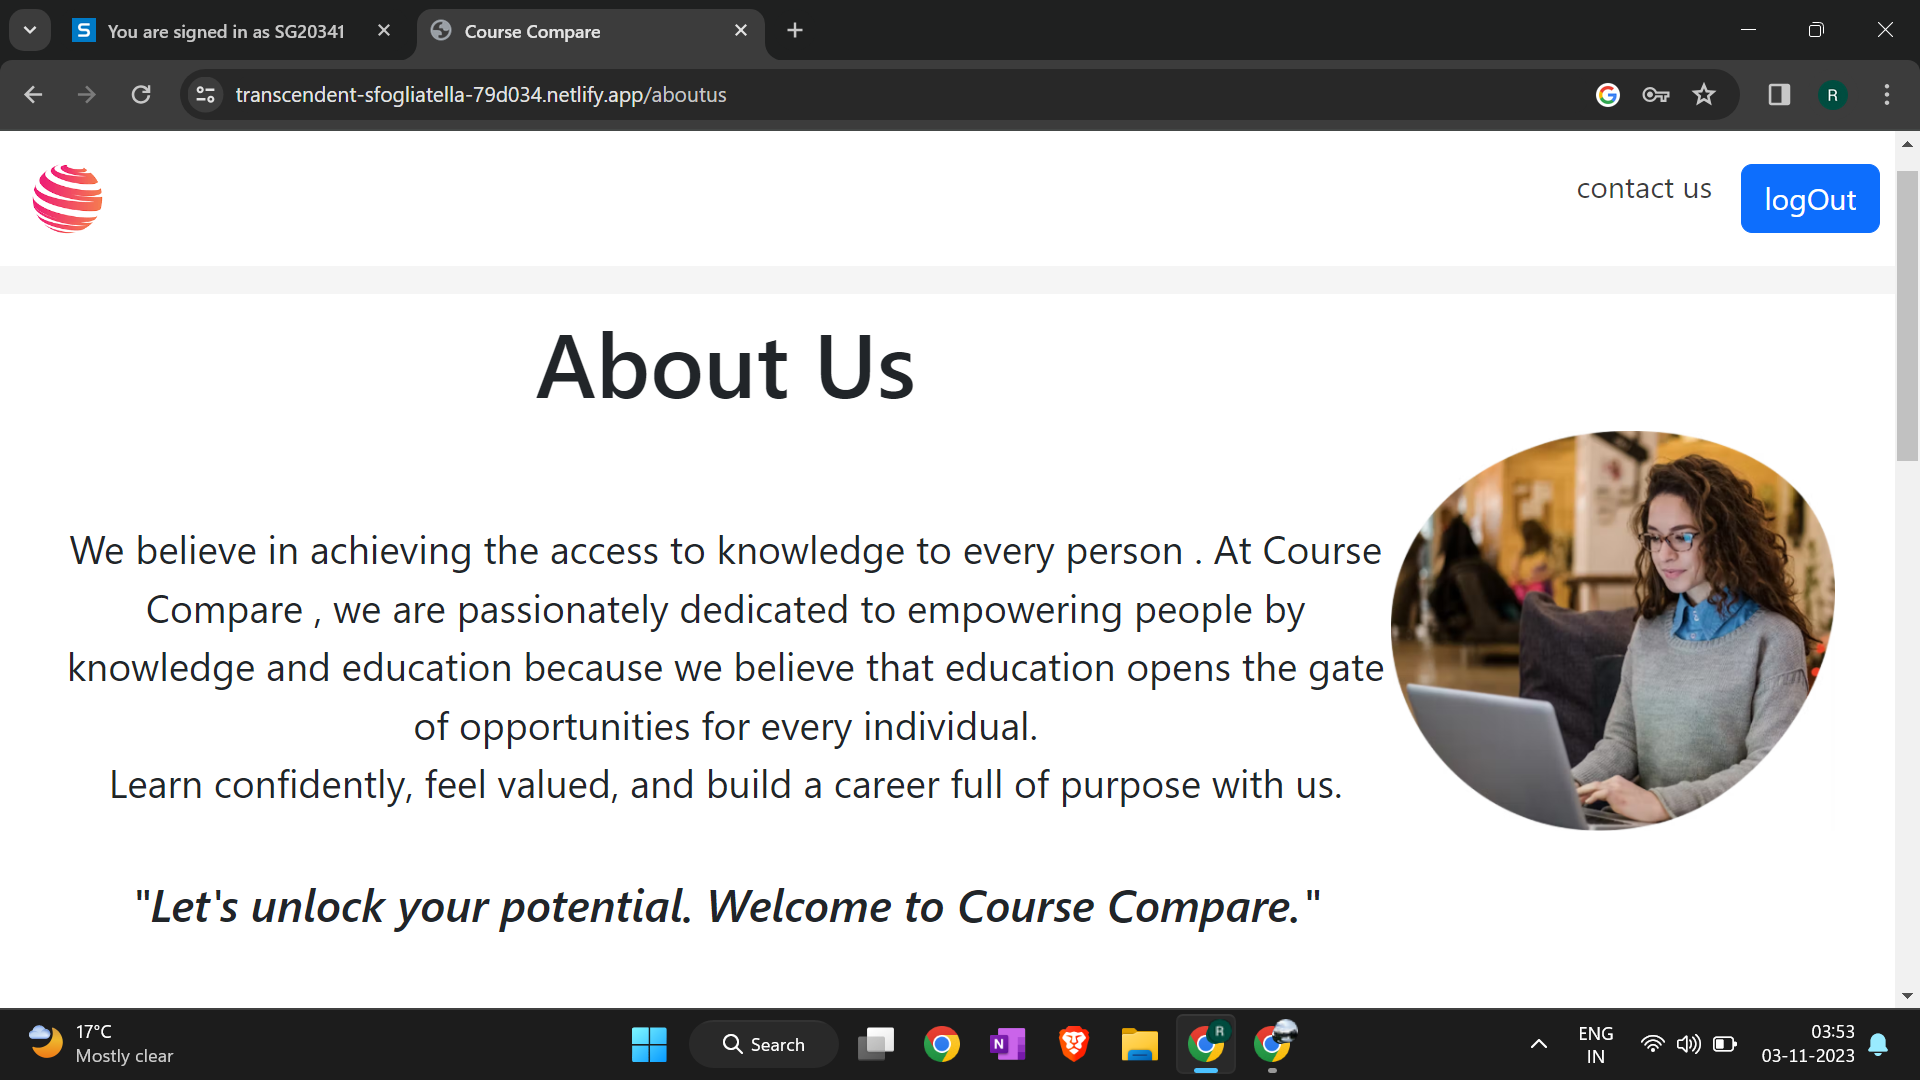 You are signed in as SG20341
Course Compare
transcendent-sfogliatella-79d034.netlify.app/aboutus
R
contact us
logOut
About Us
We believe in achieving the access to knowledge to every person . At Course
Compare , we are passionately dedicated to empowering people by
knowledge and education because we believe that education opens the gate
of opportunities for every individual.
Learn confidently, feel valued, and build a career full of purpose with us.
"Let's unlock your potential. Welcome to Course Compare."
17°C
Mostly clear
Search
N
R
ENG
IN
03:53
03-11-2023